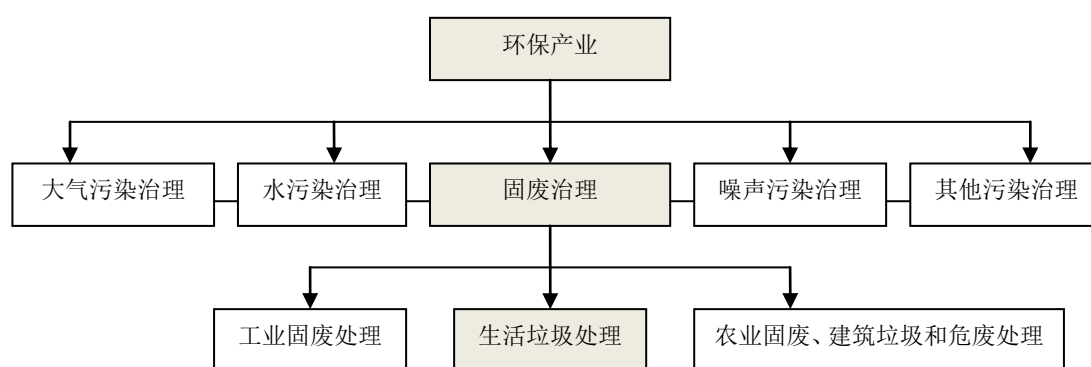 环保产业
大气污染治理
水污染治理
固废治理
噪声污染治理
其他污染治理
工业固废处理
生活垃圾处理
农业固废、建筑垃圾和危废处理